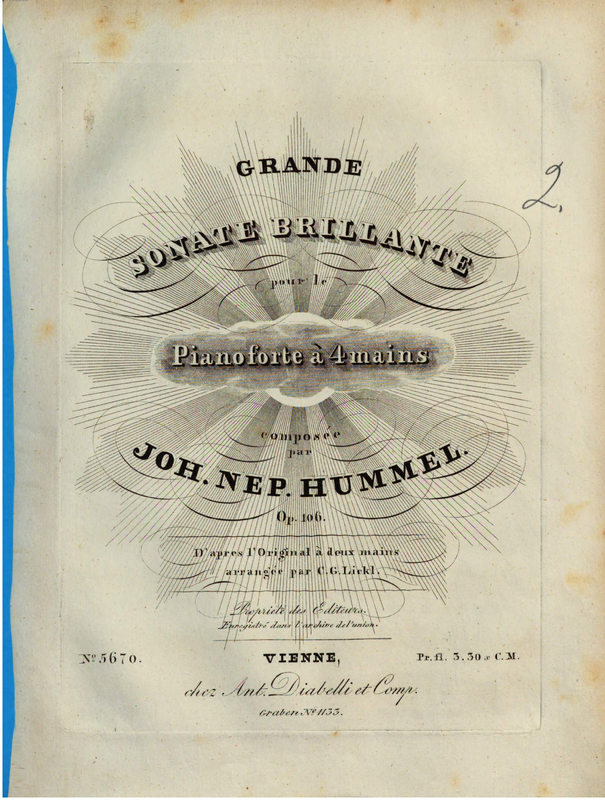 GRANDE
2.
SONATE BRILLANTE
pour le
Pianoforte à 4 mains
composée
par
JOH. NEP. HUMMEL.
Op. 106.
D'après l'Original à deux mains
arrangée par C. G. Lickl.
Propriété des Editeurs.
Enregistré dans l'archive de l'union.
No. 5670.
VIENNE,
Pr. fl. 3.30 x C. M.
chez Ant. Diabelli et Comp.
Graben No. 1133.